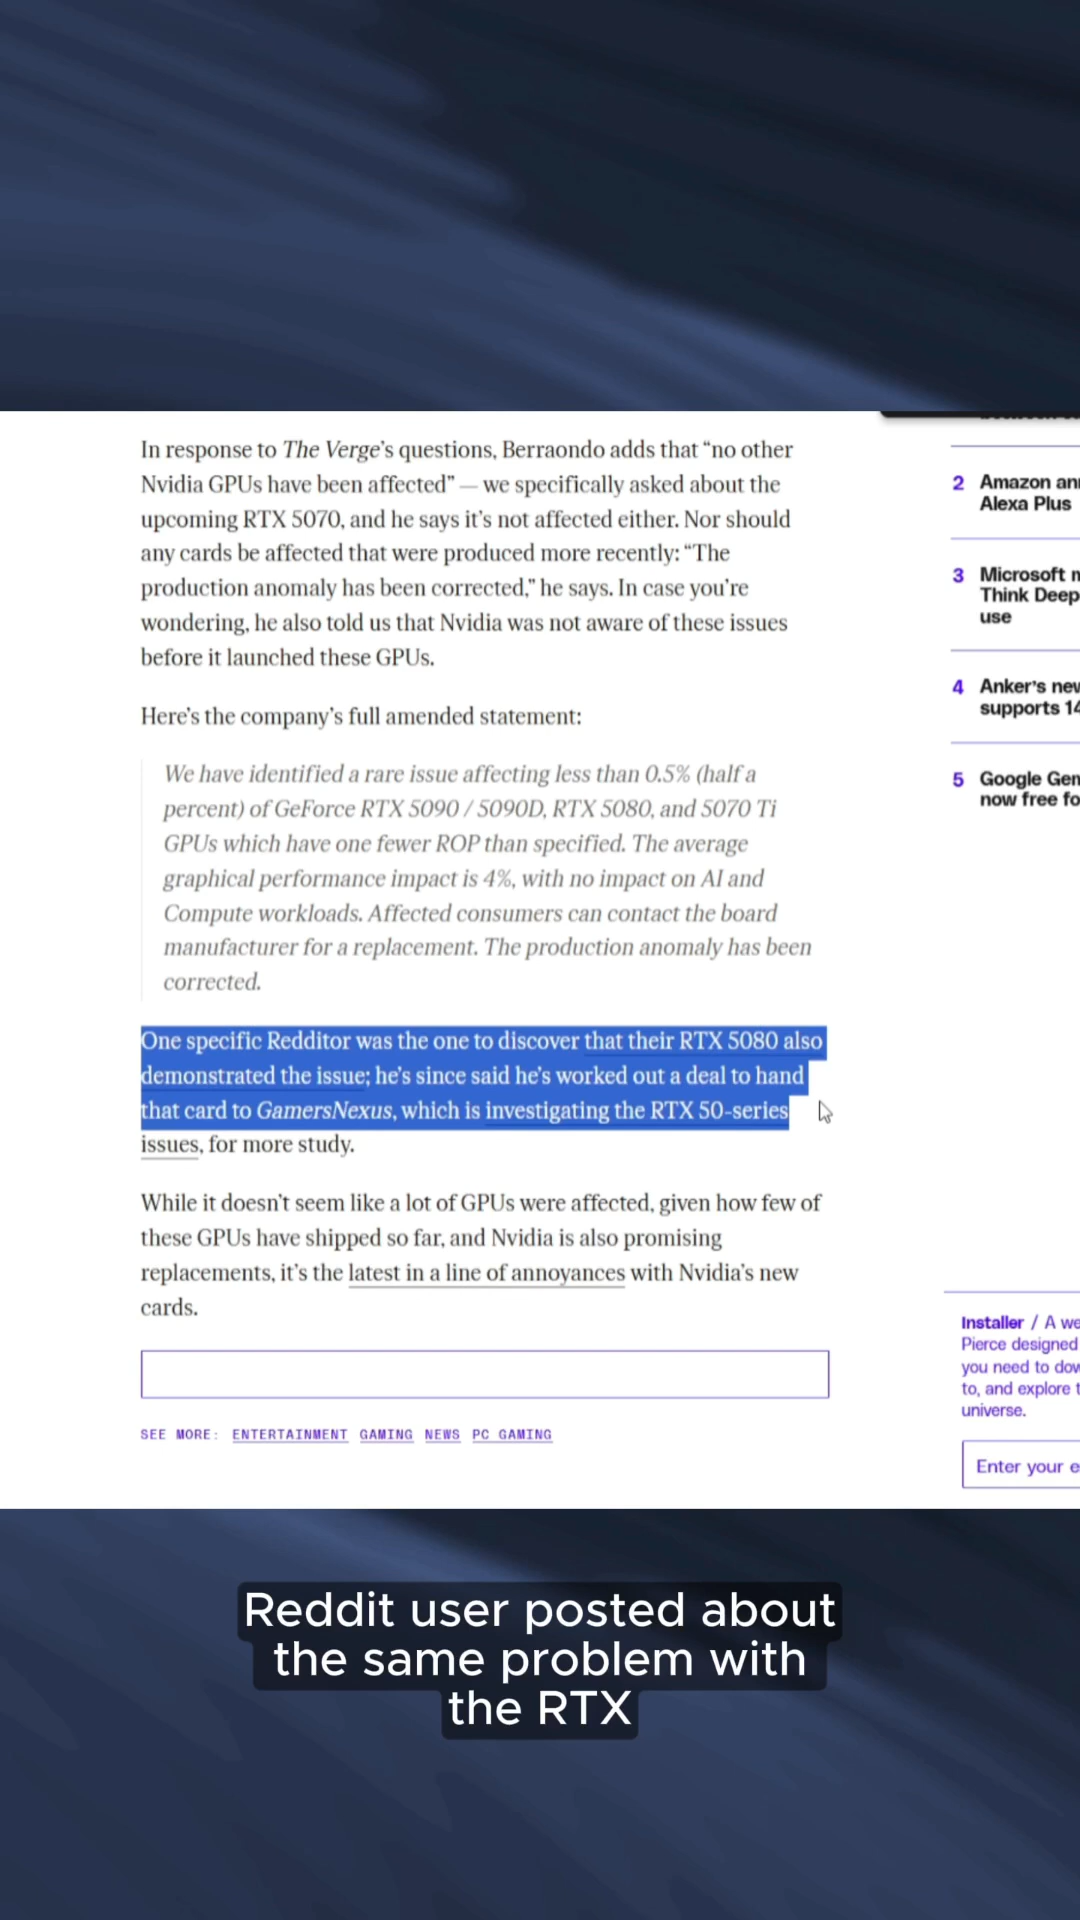 In response to The Verge's questions, Berraondo adds that “no other
Nvidia GPUs have been affected” — we specifically asked about the
upcoming RTX 5070, and he says it's not affected either. Nor should
any cards be affected that were produced more recently: “The
production anomaly has been corrected,” he says. In case you're
wondering, he also told us that Nvidia was not aware of these issues
before it launched these GPUs.
Here's the company's full amended statement:
We have identified a rare issue affecting less than 0.5% (half a
percent) of GeForce RTX 5090 / 5090D, RTX 5080, and 5070 Ti
GPUs which have one fewer ROP than specified. The average
graphical performance impact is 4%, with no impact on AI and
Compute workloads. Affected consumers can contact the board
manufacturer for a replacement. The production anomaly has been
corrected.
One specific Redditor was the one to discover that their RTX 5080 also
demonstrated the issue; he's since said he's worked out a deal to hand
that card to GamersNexus, which is investigating the RTX 50-series
issues, for more study.
While it doesn't seem like a lot of GPUs were affected, given how few of
these GPUs have shipped so far, and Nvidia is also promising
replacements, it's the latest in a line of annoyances with Nvidia's new
cards.
SEE MORE: ENTERTAINMENT GAMING NEWS PC GAMING
2 Amazon an
Alexa Plus
3 Microsoft
Think Deep
use
4 Anker's new
supports 14
5 Google Gem
now free fo
Installer / A we
Pierce designed
you need to dow
to, and explore t
universe.
Enter your e
Reddit user posted about
the same problem with
the RTX